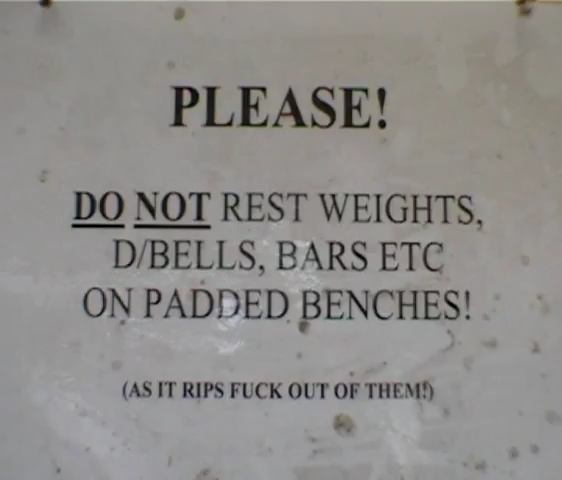 PLEASE!
DO NOT REST WEIGHTS,
D/BELLS, BARS ETC
ON PADDED BENCHES!
(AS IT RIPS FUCK OUT OF THEM!)